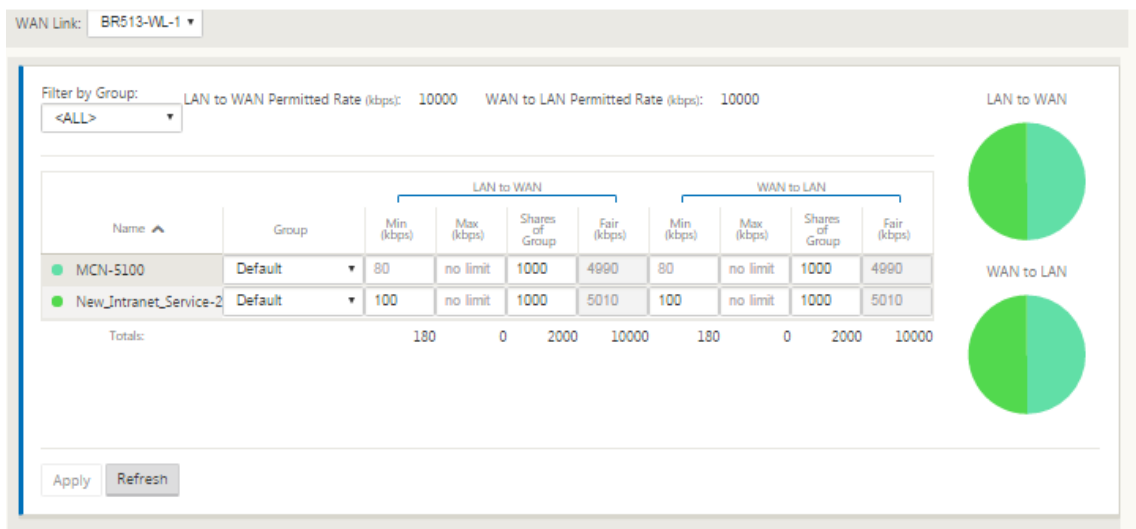 WAN Link: BR513-WL-1
Filter by Group: LAN to WAN Permitted Rate (kbps): 10000 WAN to LAN Permitted Rate (kbps): 10000 LAN to WAN
<ALL>
LAN to WAN WAN to LAN
Name Group Min (kbps) Max (kbps) Shares of Group Fair (kbps) Min (kbps) Max (kbps) Shares of Group Fair (kbps)
MCN-5100 Default 80 no limit 1000 4990 80 no limit 1000 4990 WAN to LAN
New_Intranet_Service-2 Default 100 no limit 1000 5010 100 no limit 1000 5010
Totals: 180 0 2000 10000 180 0 2000 10000
Apply Refresh